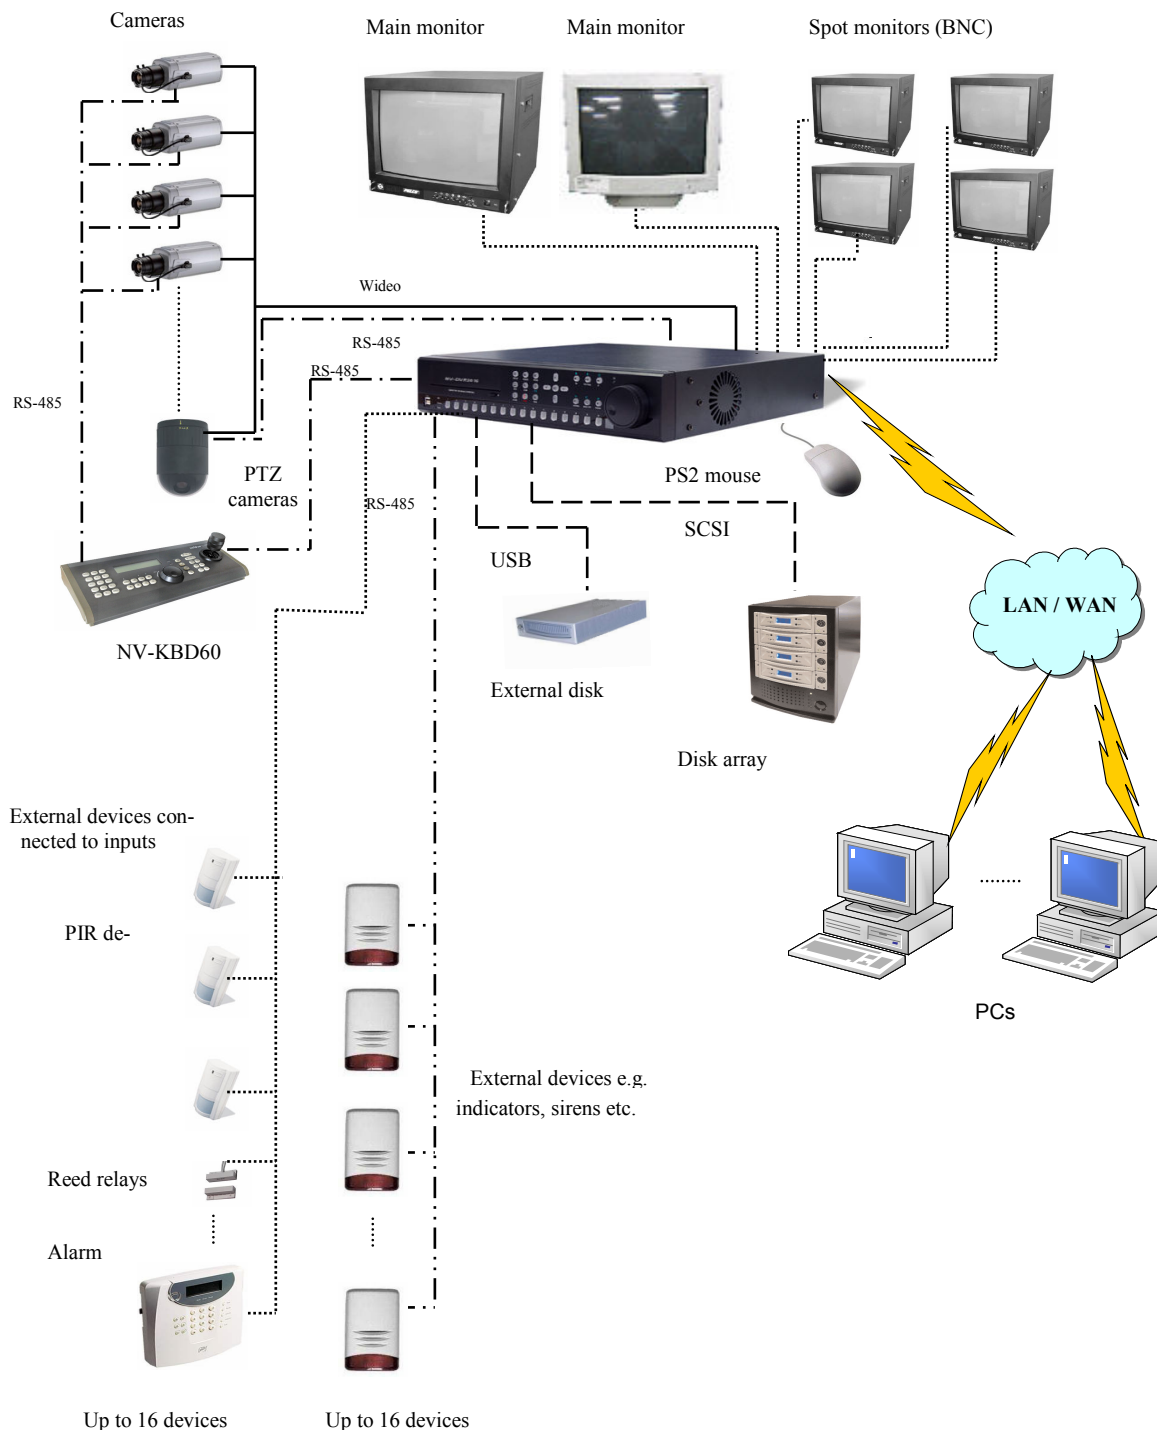 Cameras
Main monitor
Main monitor
Spot monitors (BNC)
Wideo
RS-485
RS-485
RS-485
PTZ
cameras
RS-485
PS2 mouse
SCSI
USB
LAN / WAN
NV-KBD60
External disk
Disk array
External devices con-
nected to inputs
PIR de-
PCs
External devices e.g.
indicators, sirens etc.
Reed relays
Alarm
Up to 16 devices
Up to 16 devices